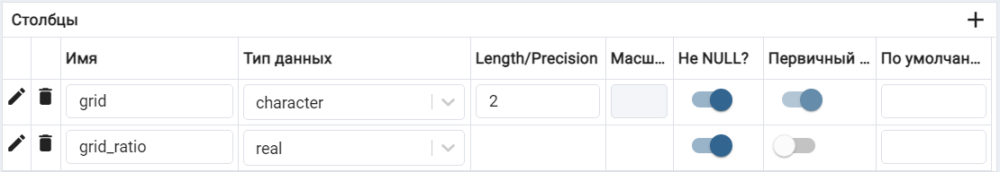 Столбцы
Имя Тип данных Length/Precision Масш... Не NULL? Первичный ... По умолчан...
grid character 2
grid_ratio real